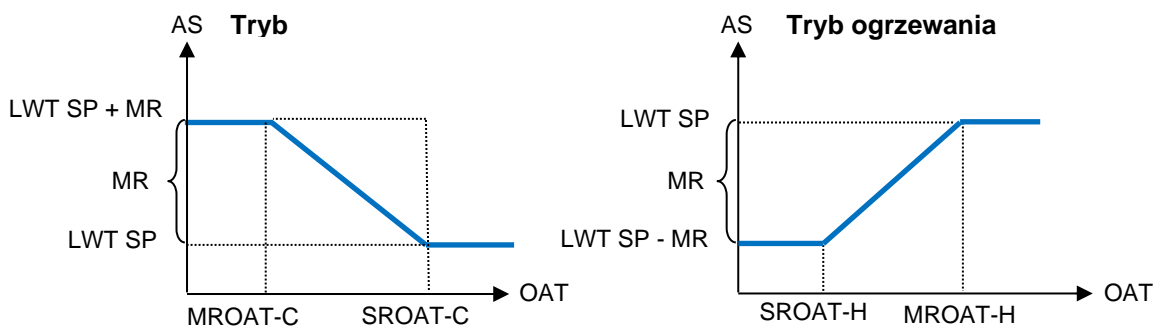 AS Tryb
LWT SP + MR
MR
LWT SP
OAT
MROAT-C SROAT-C
AS Tryb ogrzewania
LWT SP
MR
LWT SP - MR
OAT
SROAT-H MROAT-H